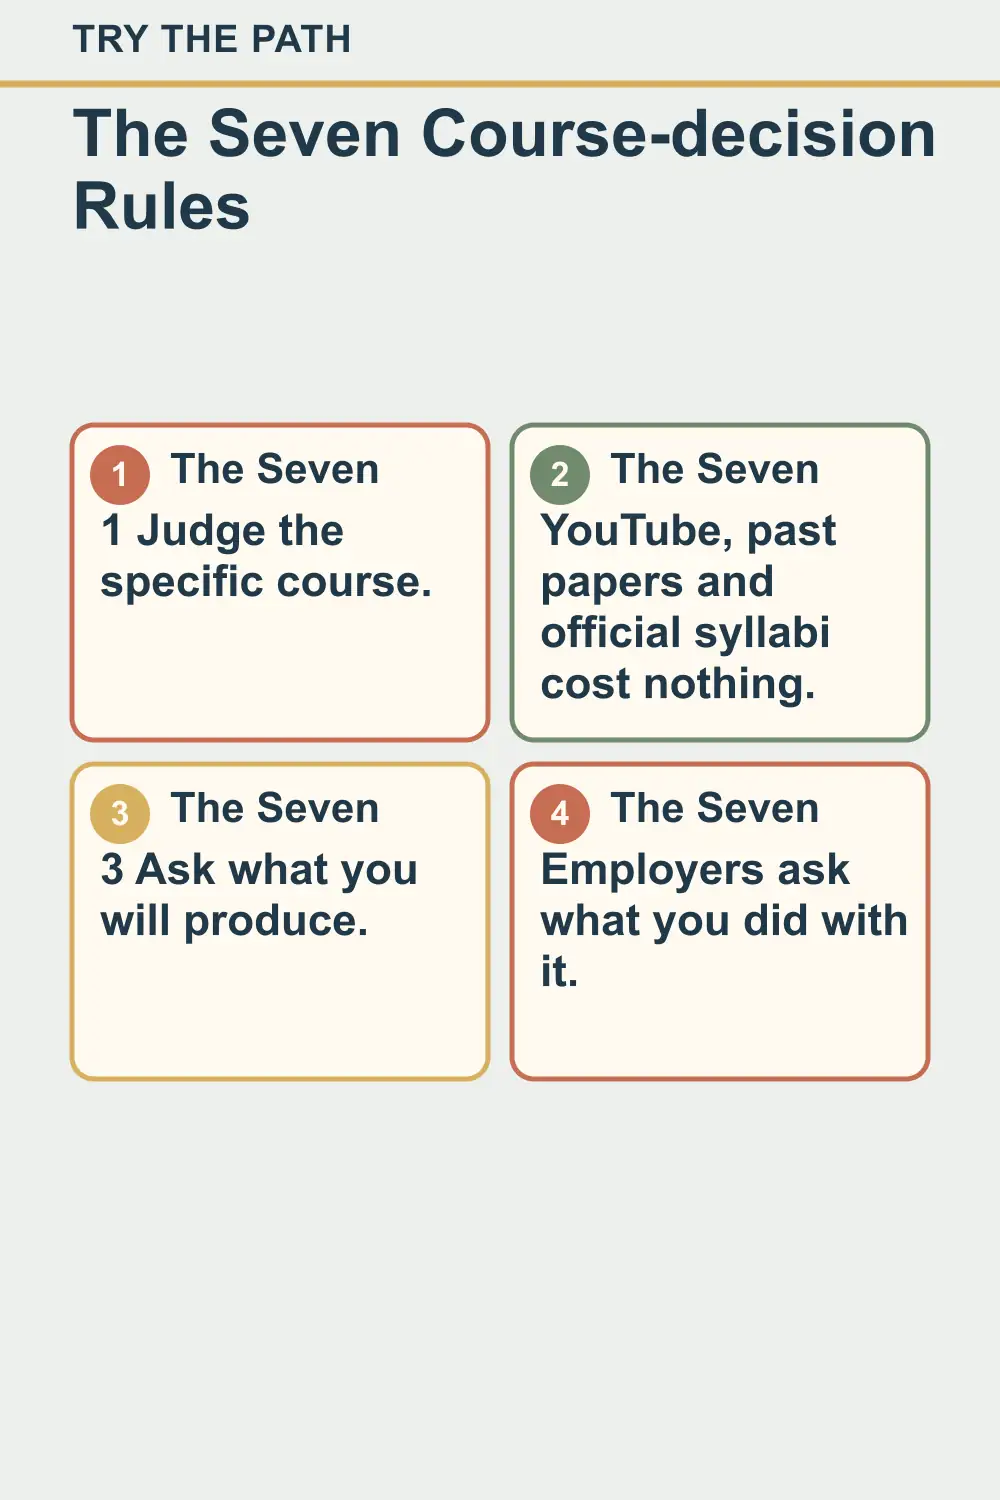 TRY THE PATH
The Seven Course-decision
Rules
1 The Seven
1 Judge the
specific course.
2 The Seven
YouTube, past
papers and
official syllabi
cost nothing.
3 The Seven
3 Ask what you
will produce.
4 The Seven
Employers ask
what you did with
it.